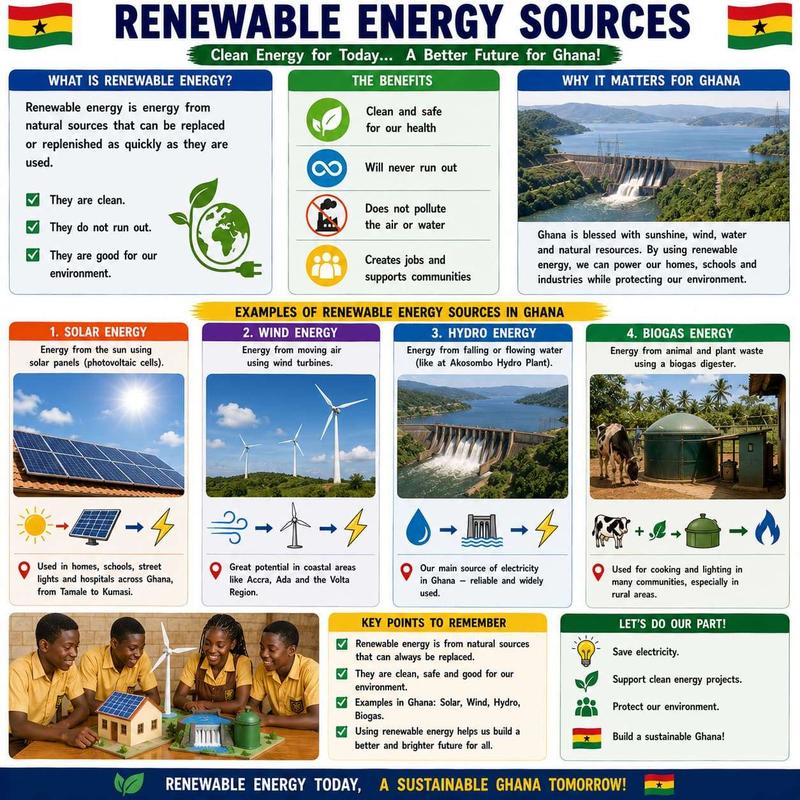 RENEWABLE ENERGY SOURCES
Clean Energy for Today... A Better Future for Ghana!
WHAT IS RENEWABLE ENERGY?
Renewable energy is energy from
natural sources that can be replaced
or replenished as quickly as they are
used.
They are clean.
They do not run out.
They are good for our
environment.
THE BENEFITS
Clean and safe
for our health
Will never run out
Does not pollute
the air or water
Creates jobs and
supports communities
WHY IT MATTERS FOR GHANA
Ghana is blessed with sunshine, wind, water
and natural resources. By using renewable
energy, we can power our homes, schools and
industries while protecting our environment.
EXAMPLES OF RENEWABLE ENERGY SOURCES IN GHANA
1. SOLAR ENERGY
Energy from the sun using
solar panels (photovoltaic cells).
Used in homes, schools, street
lights and hospitals across Ghana,
from Tamale to Kumasi.
2. WIND ENERGY
Energy from moving air
using wind turbines.
Great potential in coastal areas
like Accra, Ada and the Volta
Region.
3. HYDRO ENERGY
Energy from falling or flowing water
(like at Akosombo Hydro Plant).
Our main source of electricity
in Ghana – reliable and widely
used.
4. BIOGAS ENERGY
Energy from animal and plant waste
using a biogas digester.
Used for cooking and lighting in
many communities, especially in
rural areas.
KEY POINTS TO REMEMBER
Renewable energy is from natural sources
that can always be replaced.
They are clean, safe and good for our
environment.
Examples in Ghana: Solar, Wind, Hydro,
Biogas.
Using renewable energy helps us build a
better and brighter future for all.
LET'S DO OUR PART!
Save electricity.
Support clean energy projects.
Protect our environment.
Build a sustainable Ghana!
RENEWABLE ENERGY TODAY, A SUSTAINABLE GHANA TOMORROW!